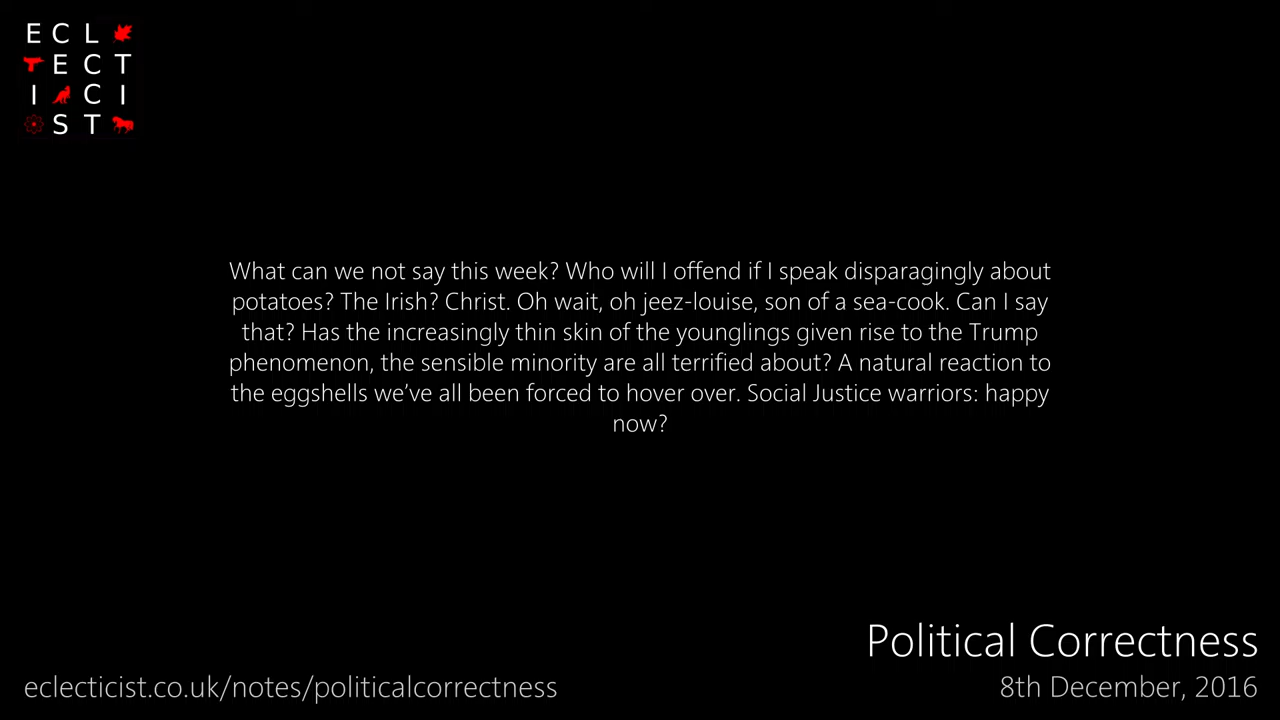 ECL
ECT
I CI
ST
What can we not say this week? Who will I offend if I speak disparagingly about
potatoes? The Irish? Christ. Oh wait, oh jeez-louise, son of a sea-cook. Can I say
that? Has the increasingly thin skin of the younglings given rise to the Trump
phenomenon, the sensible minority are all terrified about? A natural reaction to
the eggshells we’ve all been forced to hover over. Social Justice warriors: happy
now?
Political Correctness
eclecticist.co.uk/notes/politicalcorrectness
8th December, 2016